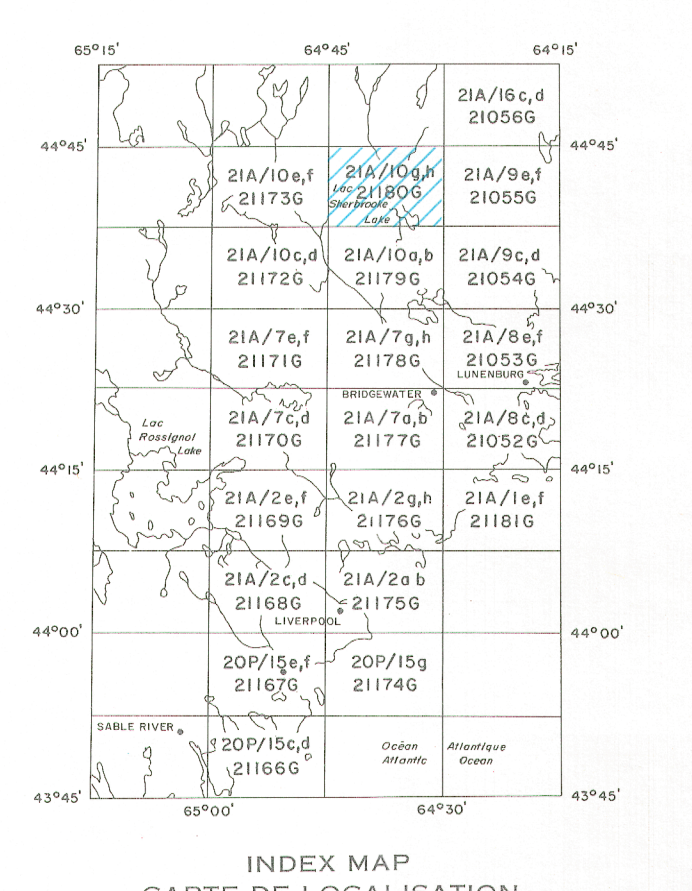 65°15' 64°45' 64°15'
21A/16c,d
21056G
44°45' 44°45'
21A/10e,f 21A/10g,h 21A/9e,f
21173G Lac 21180G 21055G
Sherbrooke
Lake
21A/10c,d 21A/10a,b 21A/9c,d
21172G 21179G 21054G
44°30' 44°30'
21A/7e,f 21A/7g,h 21A/8e,f
21171G 21178G 21053G
LUNENBURG
BRIDGEWATER
Lac
Rossignol
Lake
21A/7c,d 21A/7a,b 21A/8c,d
21170G 21177G 21052G
44°15' 44°15'
21A/2e,f 21A/2g,h 21A/1e,f
21169G 21176G 21181G
21A/2c,d 21A/2a b
21168G 21175G
LIVERPOOL
44°00' 44°00'
20P/15e,f 20P/15g
21167G 21174G
SABLE RIVER
20P/15c,d
21166G
Océan Atlantique
Atlantic Ocean
43°45' 43°45'
65°00' 64°30'
INDEX MAP
CARTE DE LOCALISATION